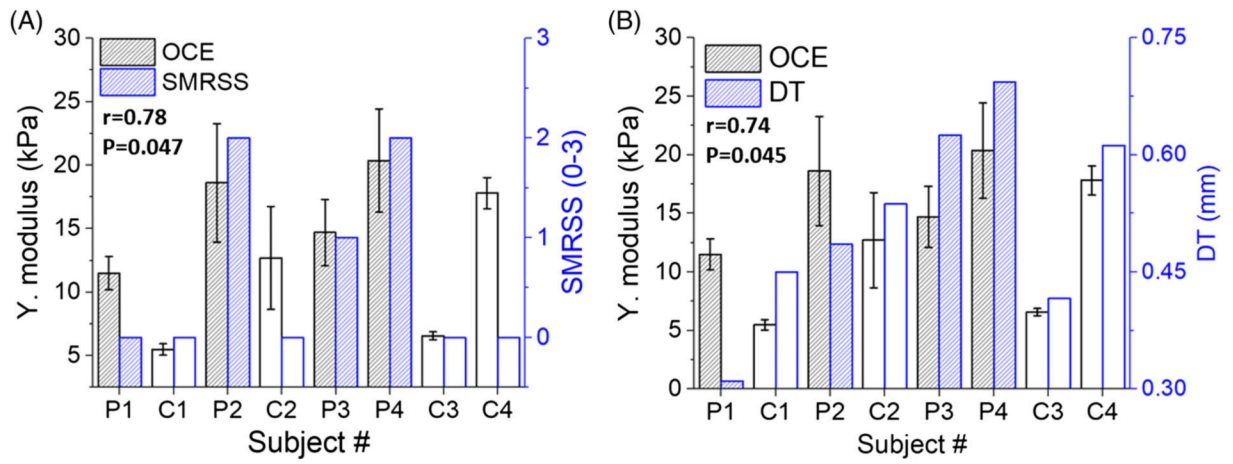 (A)
OCE
SMRSS
r=0.78
P=0.047
Y. modulus (kPa)
30
25
20
15
10
5
SMRSS (0-3)
3
2
1
0
P1 C1 P2 C2 P3 P4 C3 C4
Subject #
(B)
OCE
DT
r=0.74
P=0.045
Y. modulus (kPa)
30
25
20
15
10
5
0
DT (mm)
0.75
0.60
0.45
0.30
P1 C1 P2 C2 P3 P4 C3 C4
Subject #